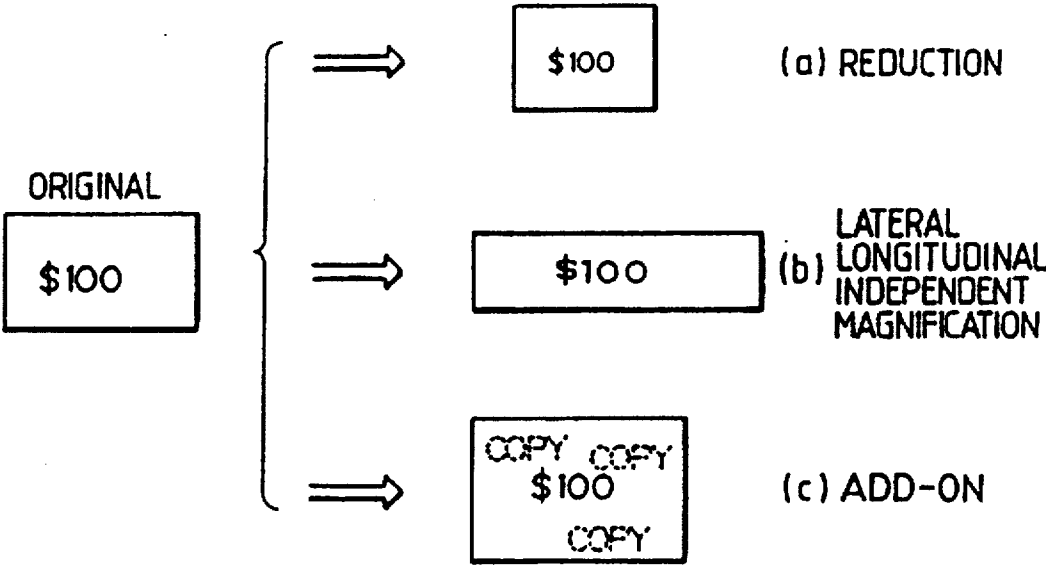 ORIGINAL
$100
$100
(a) REDUCTION
$100
(b) LATERAL
LONGITUDINAL
INDEPENDENT
MAGNIFICATION
COPY COPY
$100
COPY
(c) ADD-ON